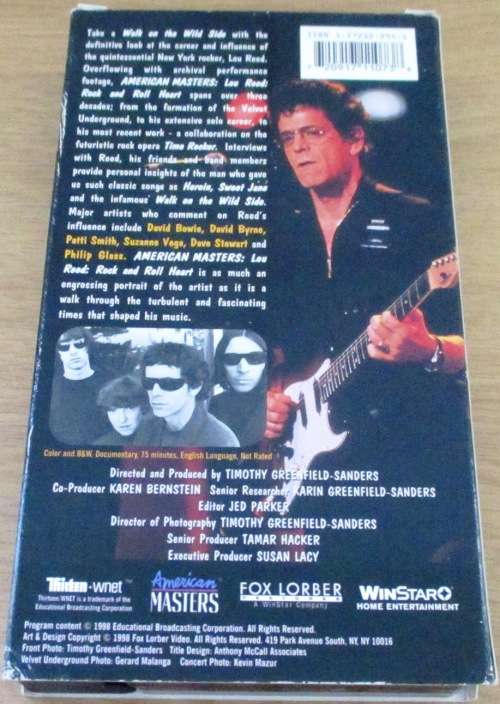 Take a Walk on the Wild Side with the
definitive look at the career and influence of
the quintessential New York rocker, Lou Reed.
Overflowing with archival performance
footage, AMERICAN MASTERS: Lou Reed:
Rock and Roll Heart spans over three
decades; from the formation of the Velvet
Underground, to his extensive solo career, to
his most recent work - a collaboration on the
futuristic rock opera Time Rocker. Interviews
with Reed, his friends and band members
provide personal insights of the man who gave
us such classic songs as Heroin, Sweet Jane
and the infamous Walk on the Wild Side.
Major artists who comment on Reed's
influence include David Bowie, David Byrne,
Patti Smith, Suzanne Vega, Dave Stewart and
Philip Glass. AMERICAN MASTERS: Lou
Reed: Rock and Roll Heart is as much an
engrossing portrait of the artist as it is a
walk through the turbulent and fascinating
times that shaped his music.
Color and B&W, Documentary, 75 minutes, English Language, Not Rated
Directed and Produced by TIMOTHY GREENFIELD-SANDERS
Co-Producer KAREN BERNSTEIN Senior Researcher KARIN GREENFIELD-SANDERS
Editor JED PARKER
Director of Photography TIMOTHY GREENFIELD-SANDERS
Senior Producer TAMAR HACKER
Executive Producer SUSAN LACY
Thirteen·wnet
Thirteen·WNET is a trademark of the
Educational Broadcasting Corporation
American
MASTERS
FOX LORBER
A WinStar Company
WINSTAR
HOME ENTERTAINMENT
Program content © 1998 Educational Broadcasting Corporation. All Rights Reserved.
Art & Design Copyright © 1998 Fox Lorber Video. All Rights Reserved. 419 Park Avenue South, NY, NY 10016
Front Photo: Timothy Greenfield-Sanders Title Design: Anthony McCall Associates
Velvet Underground Photo: Gerard Malanga Concert Photo: Kevin Mazur